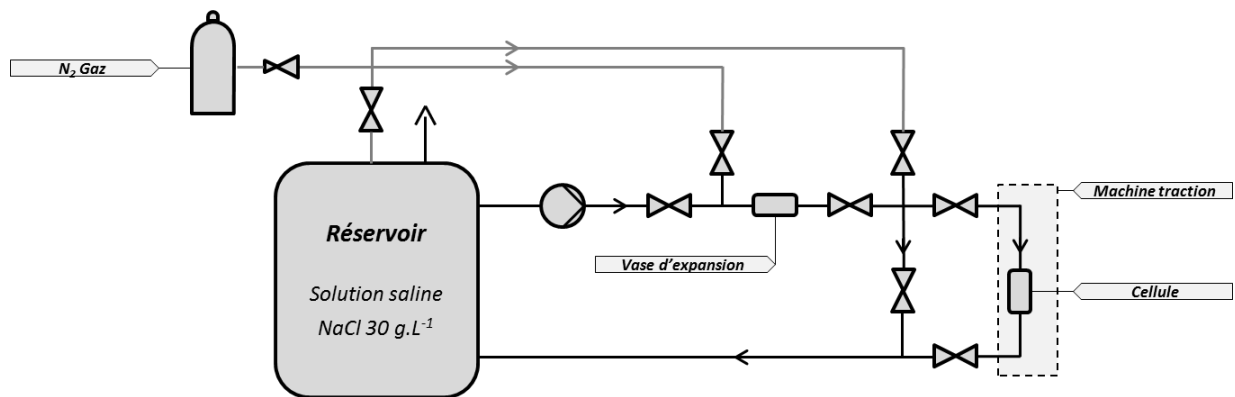 N₂ Gaz
Machine traction
Réservoir
Vase d'expansion
Solution saline
Cellule
NaCl 30 g.L⁻¹